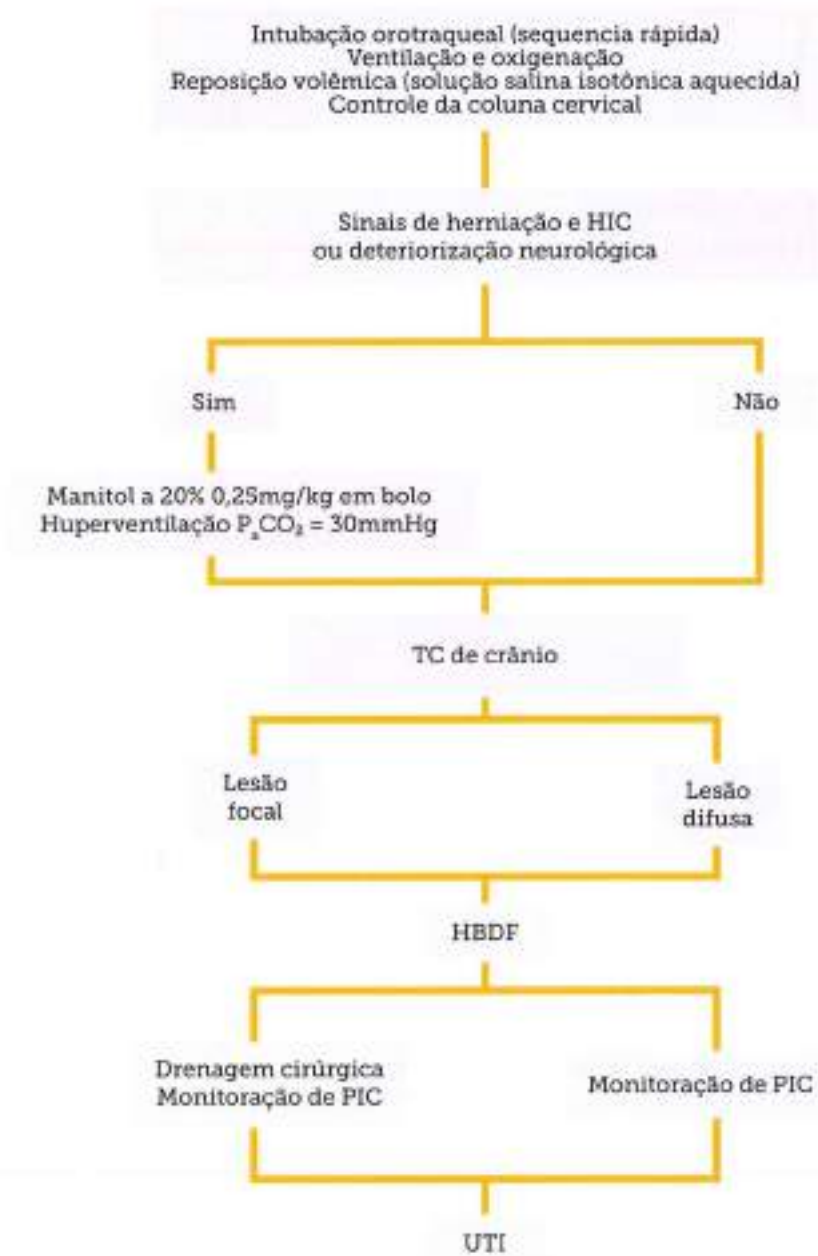 Intubação orotraqueal (sequencia rápida)
Ventilação e oxigenação
Reposição volêmica (solução salina isotônica aquecida)
Controle da coluna cervical
Sinais de herniação e HIC
ou deteriorização neurológica
Sim
Não
Manitol a 20% 0,25mg/kg em bolo
Huperventilação PₐCO₂ = 30mmHg
TC de crânio
Lesão
focal
Lesão
difusa
HBDF
Drenagem cirúrgica
Monitoração de PIC
Monitoração de PIC
UTI